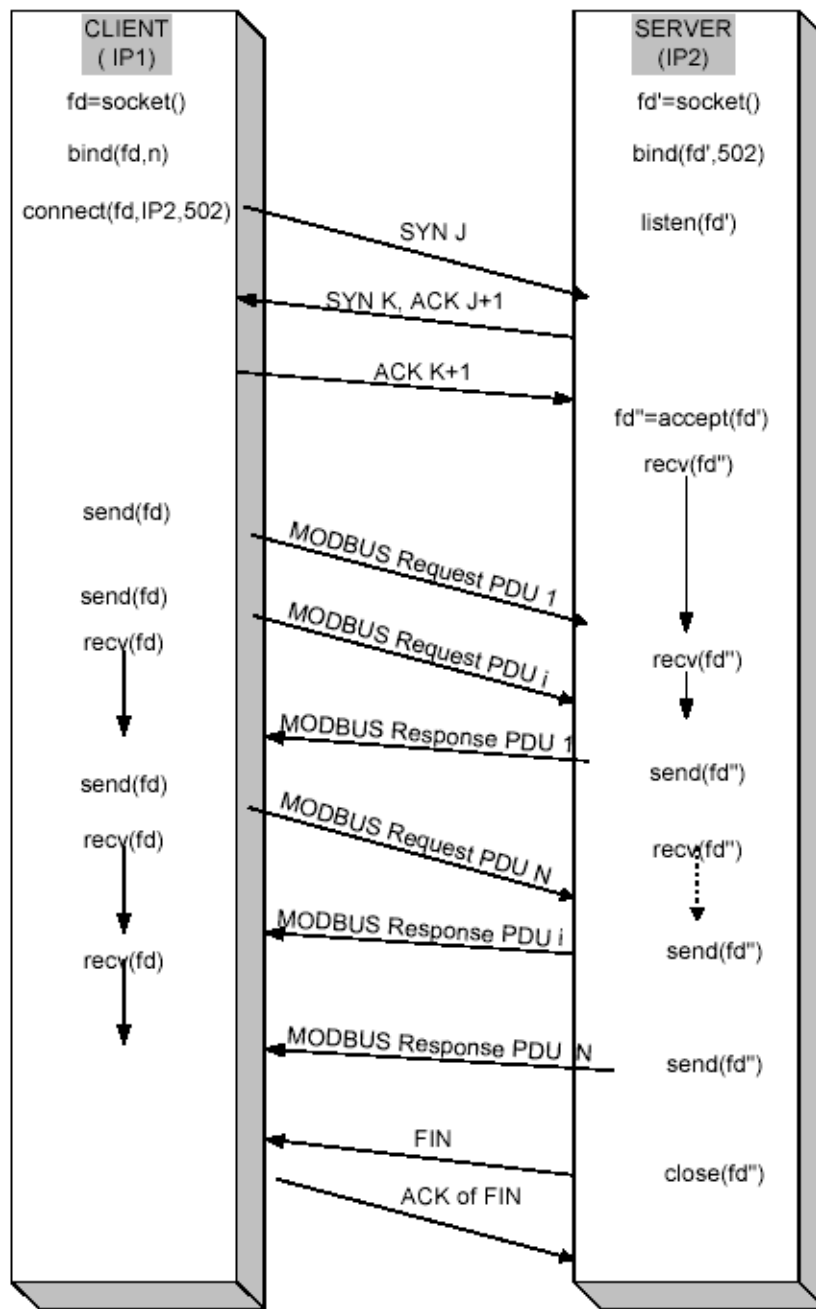 CLIENT
( IP1)
fd=socket()
bind(fd,n)
connect(fd,IP2,502)
SERVER
(IP2)
fd'=socket()
bind(fd',502)
listen(fd')
SYN J
SYN K, ACK J+1
ACK K+1
fd"=accept(fd')
recv(fd")
send(fd)
MODBUS Request PDU 1
send(fd)
MODBUS Request PDU i
recv(fd)
recv(fd")
MODBUS Response PDU 1
send(fd")
send(fd)
MODBUS Request PDU N
recv(fd)
recv(fd")
MODBUS Response PDU i
send(fd")
recv(fd)
MODBUS Response PDU N
send(fd")
FIN
close(fd")
ACK of FIN